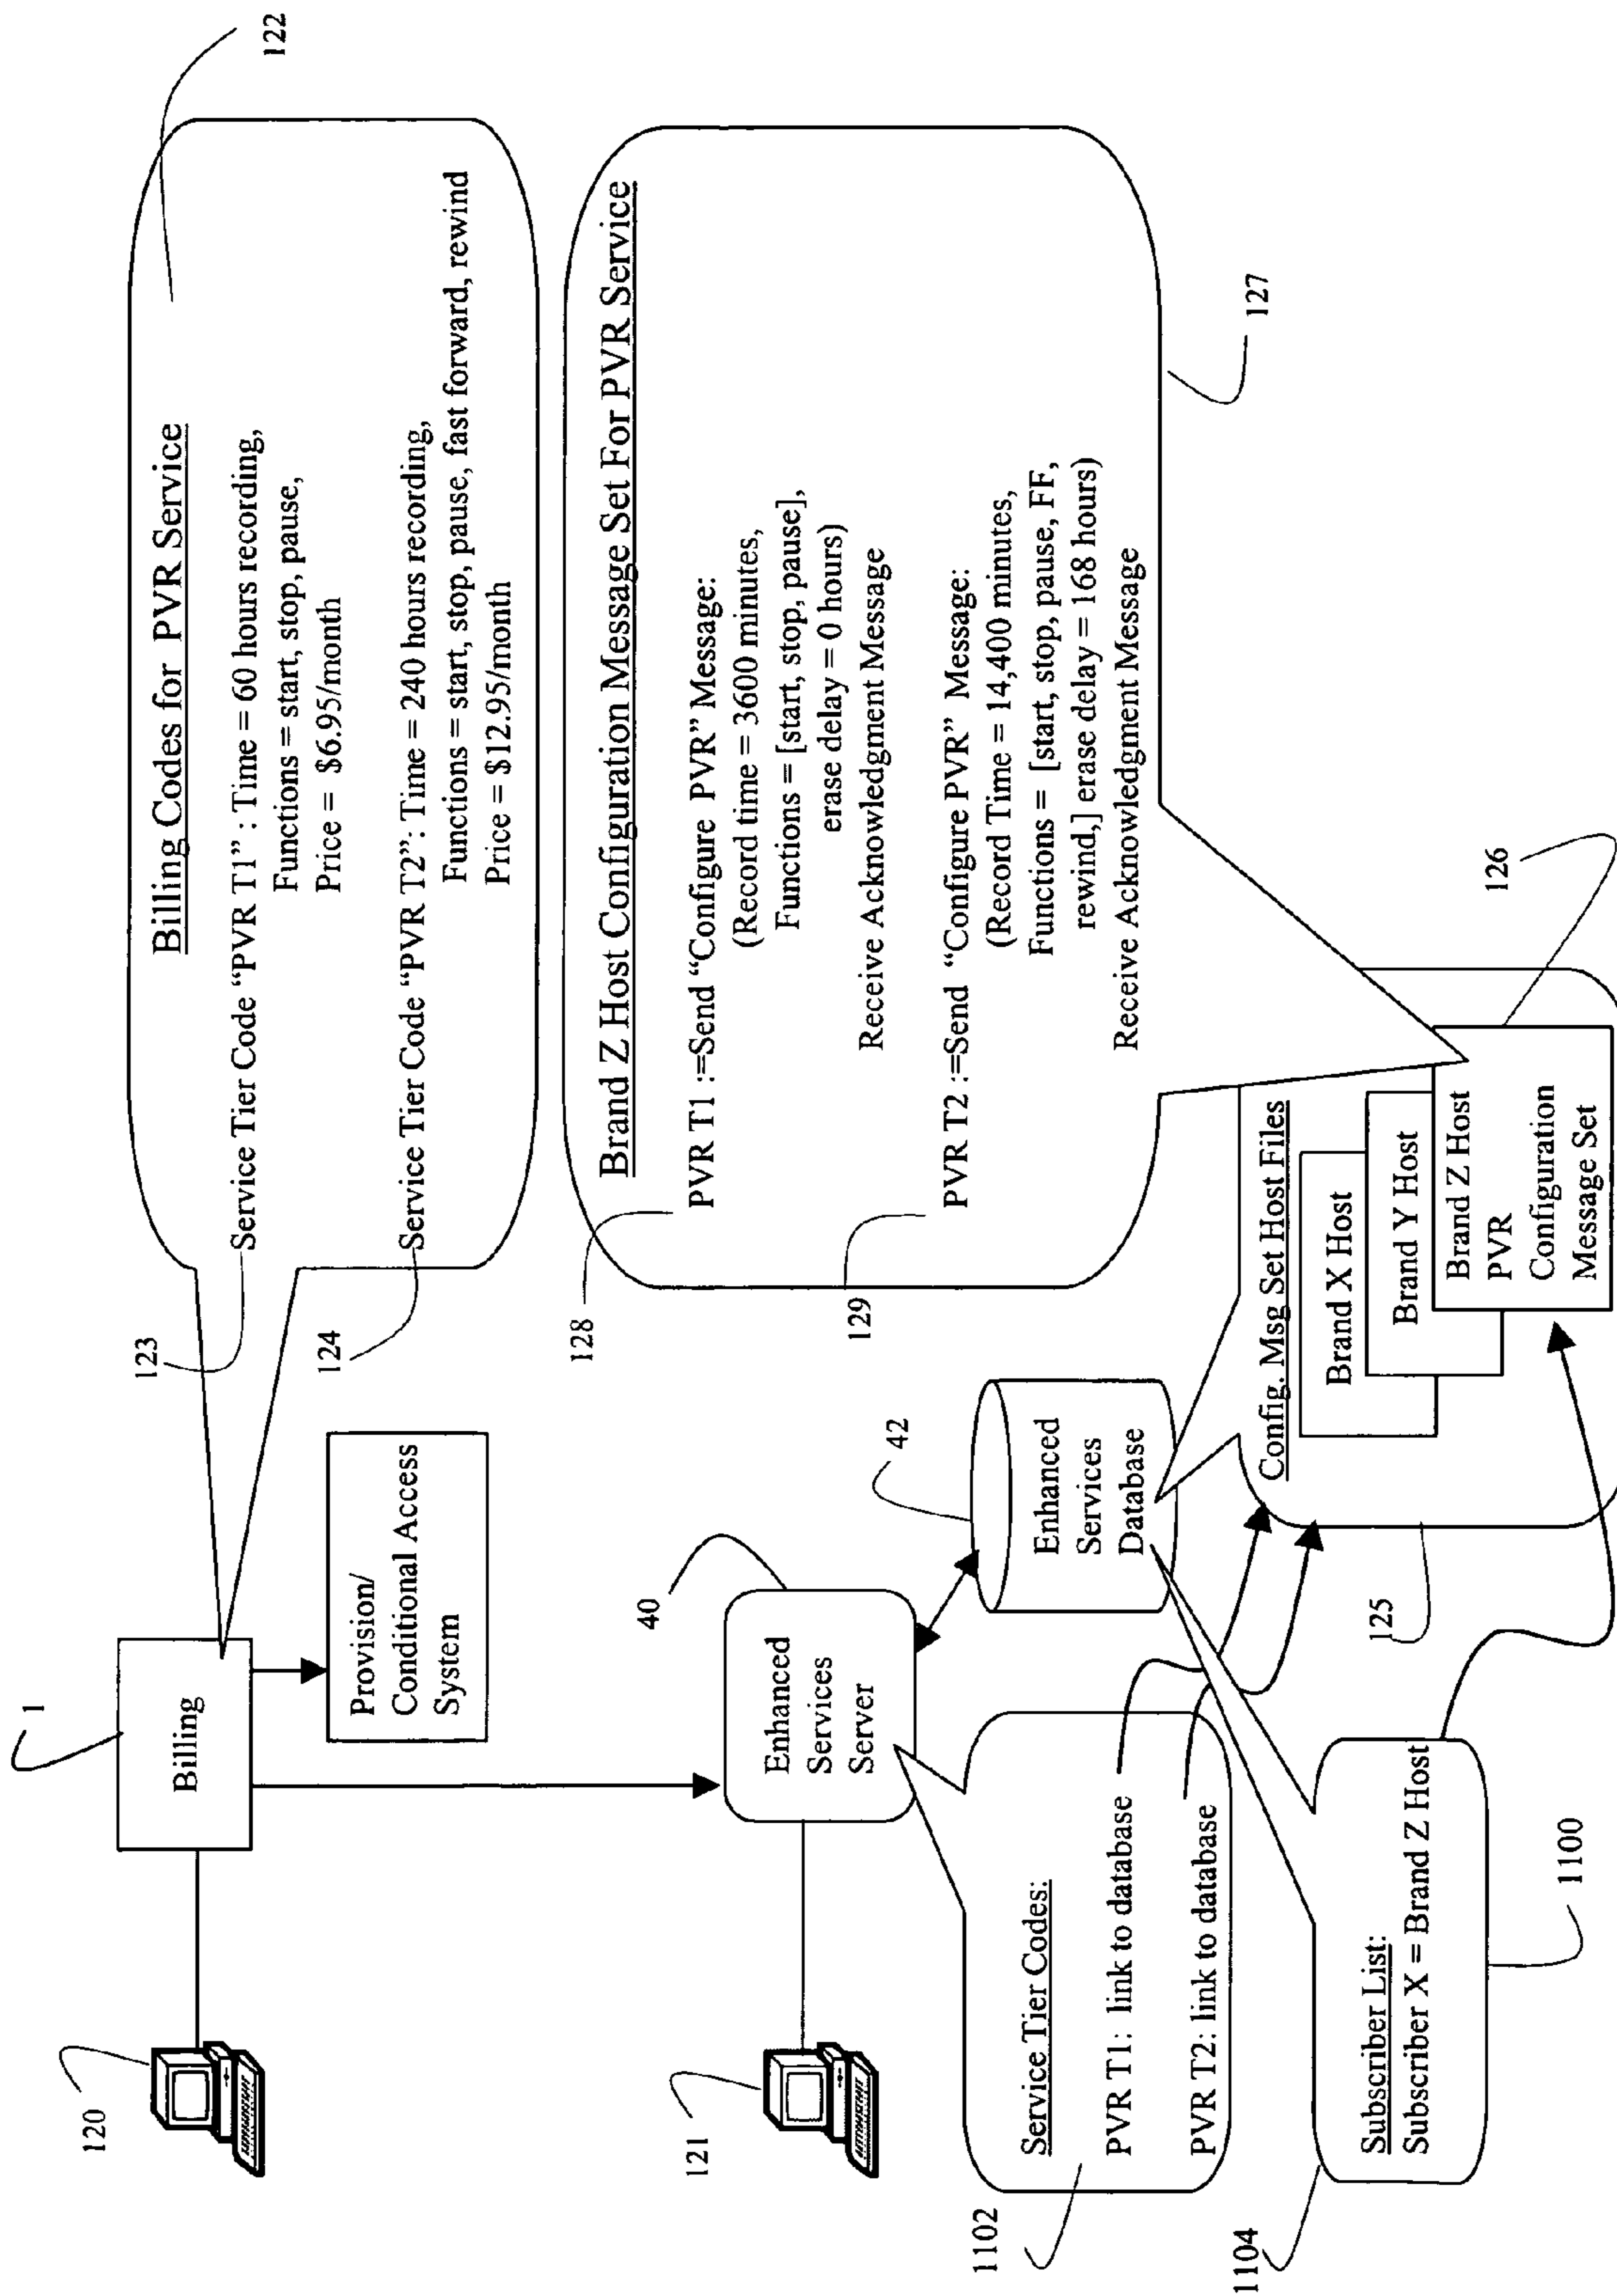 1
120
Billing
Provision/
Conditional Access
System
122
Billing Codes for PVR Service
123
Service Tier Code “PVR T1” : Time = 60 hours recording,
Functions = start, stop, pause,
Price = $6.95/month
124
Service Tier Code “PVR T2”: Time = 240 hours recording,
Functions = start, stop, pause, fast forward, rewind
Price = $12.95/month
121
40
Enhanced
Services
Server
42
Enhanced
Services
Database
Brand Z Host Configuration Message Set For PVR Service
128
PVR T1 :=Send “Configure PVR” Message:
(Record time = 3600 minutes,
Functions = [start, stop, pause],
erase delay = 0 hours)
Receive Acknowledgment Message
129
PVR T2 :=Send “Configure PVR” Message:
(Record Time = 14,400 minutes,
Functions = [start, stop, pause, FF,
rewind,] erase delay = 168 hours)
Receive Acknowledgment Message
127
1102
Service Tier Codes:
PVR T1: link to database
PVR T2: link to database
1104
Subscriber List:
Subscriber X = Brand Z Host
1100
125
Config. Msg Set Host Files
Brand X Host
Brand Y Host
Brand Z Host
PVR
Configuration
Message Set
126